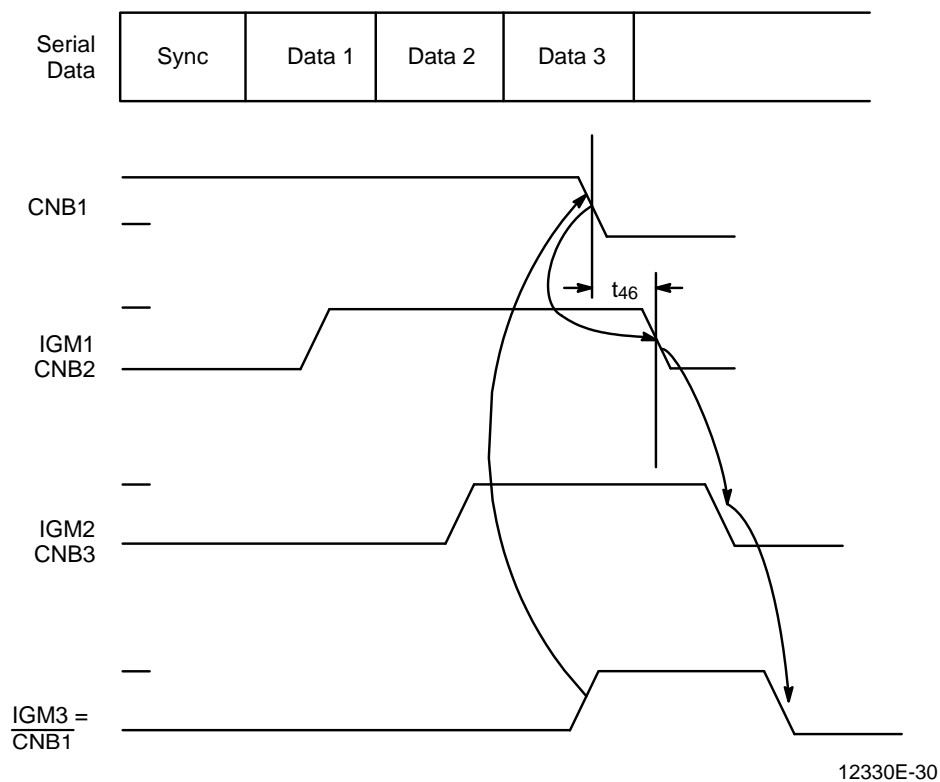 Serial
Data
Sync
Data 1
Data 2
Data 3
CNB1
t46
IGM1
CNB2
IGM2
CNB3
IGM3 =
CNB1
12330E-30